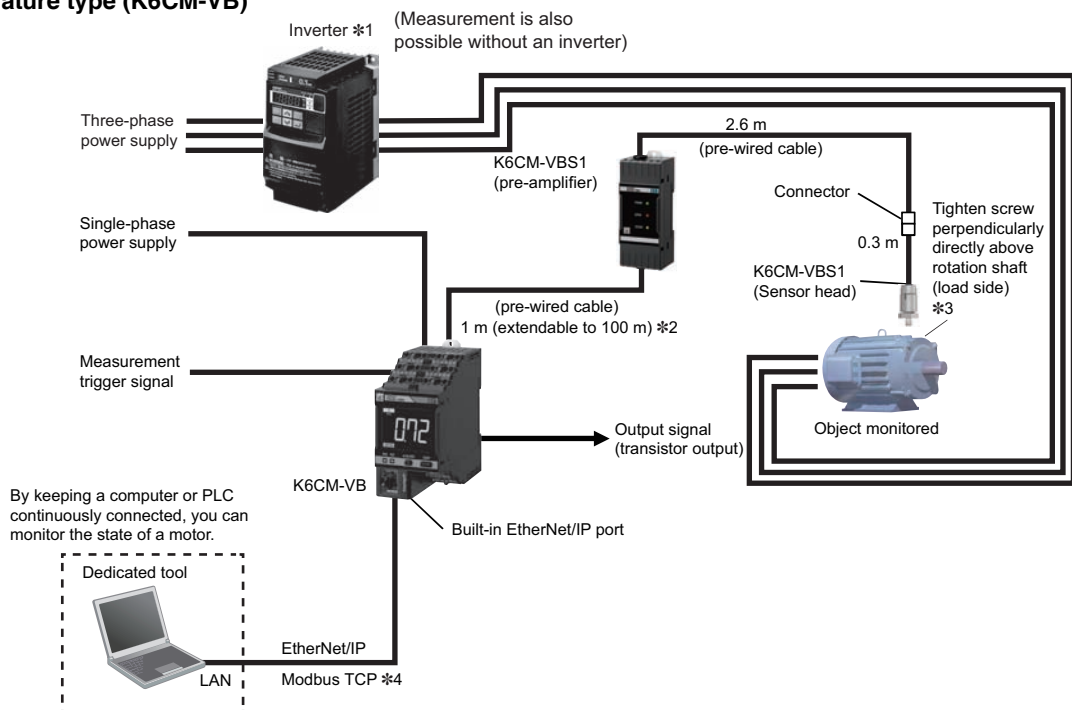 ature type (K6CM-VB)
Inverter ✻1
(Measurement is also
possible without an inverter)
Three-phase
power supply
2.6 m
(pre-wired cable)
K6CM-VBS1
(pre-amplifier)
Connector
Tighten screw
perpendicularly
directly above
rotation shaft
(load side)
✻3
0.3 m
Single-phase
power supply
K6CM-VBS1
(Sensor head)
(pre-wired cable)
1 m (extendable to 100 m) ✻2
Measurement
trigger signal
0.72
Output signal
(transistor output)
Object monitored
K6CM-VB
Built-in EtherNet/IP port
By keeping a computer or PLC
continuously connected, you can
monitor the state of a motor.
Dedicated tool
EtherNet/IP
LAN
Modbus TCP ✻4